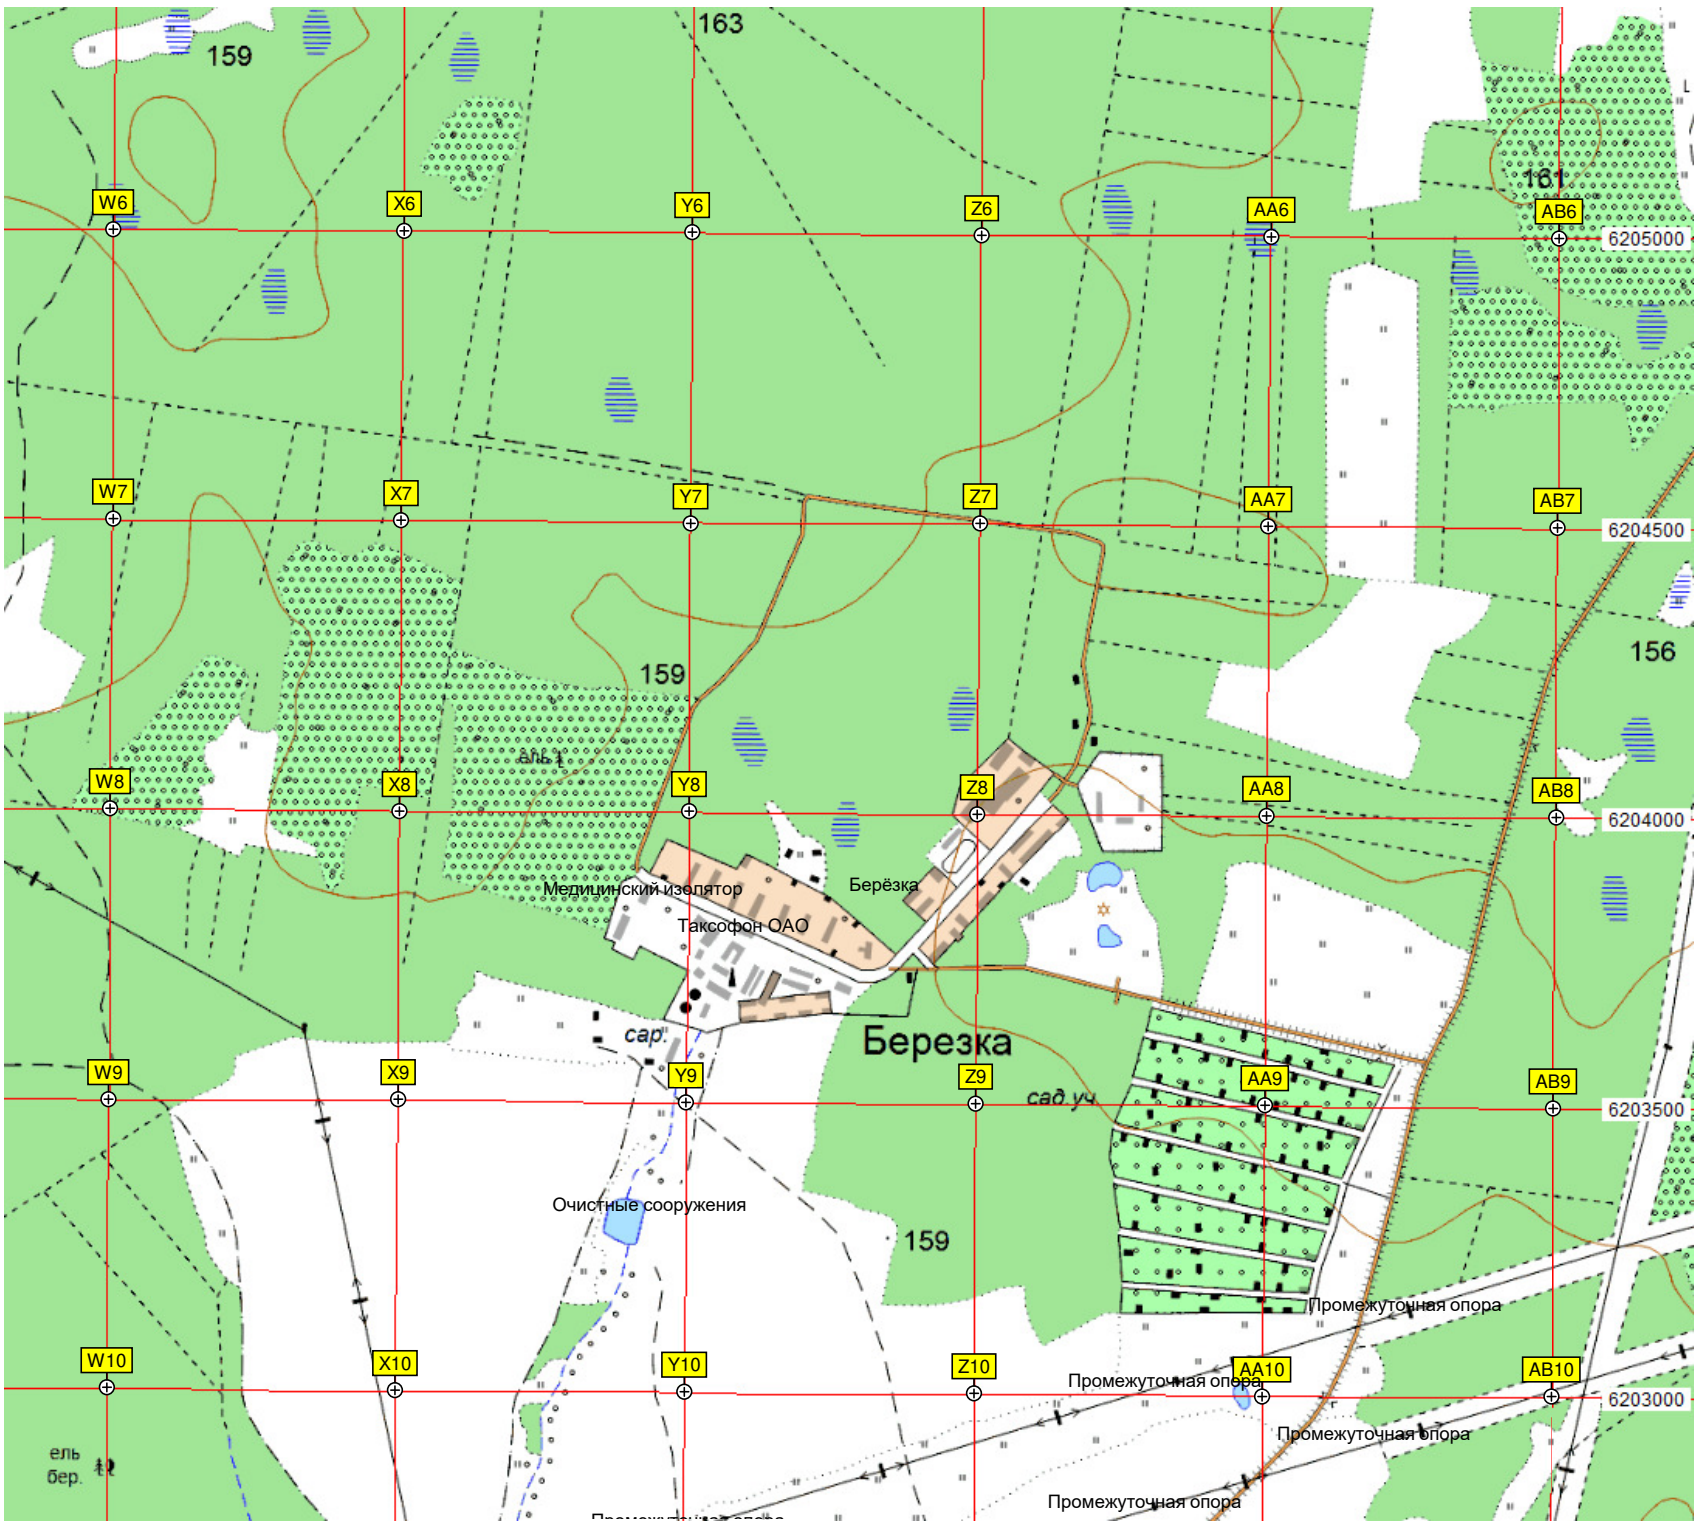 163
159
161
W6
X6
Y6
Z6
AA6
AB6
6205000
W7
X7
Y7
Z7
AA7
AB7
6204500
156
159
ель
W8
X8
Y8
Z8
AA8
AB8
6204000
Медицинский изолятор
Берёзка
Таксофон ОАО
сар.
Березка
W9
X9
Y9
Z9
AA9
AB9
сад.уч.
6203500
Очистные сооружения
159
Промежуточная опора
W10
X10
Y10
Z10
AA10
AB10
Промежуточная опора
6203000
Промежуточная опора
ель
бер.
Промежуточная опора
Промежуточная опора